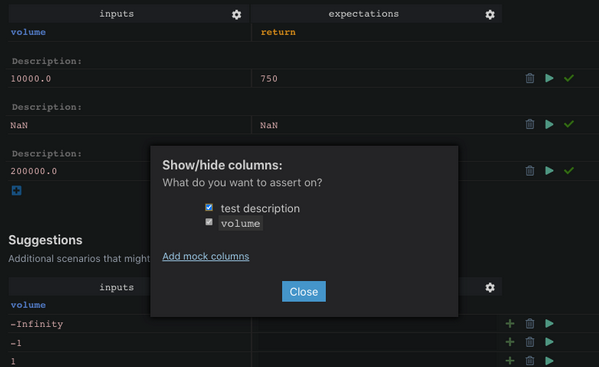 inputs expectations
volume return
Description:
10000.0 750
Description:
NaN NaN
Description:
200000.0
Show/hide columns:
What do you want to assert on?
test description
volume
Add mock columns
Close
Suggestions
Additional scenarios that might
inputs
volume
-Infinity
-1
1